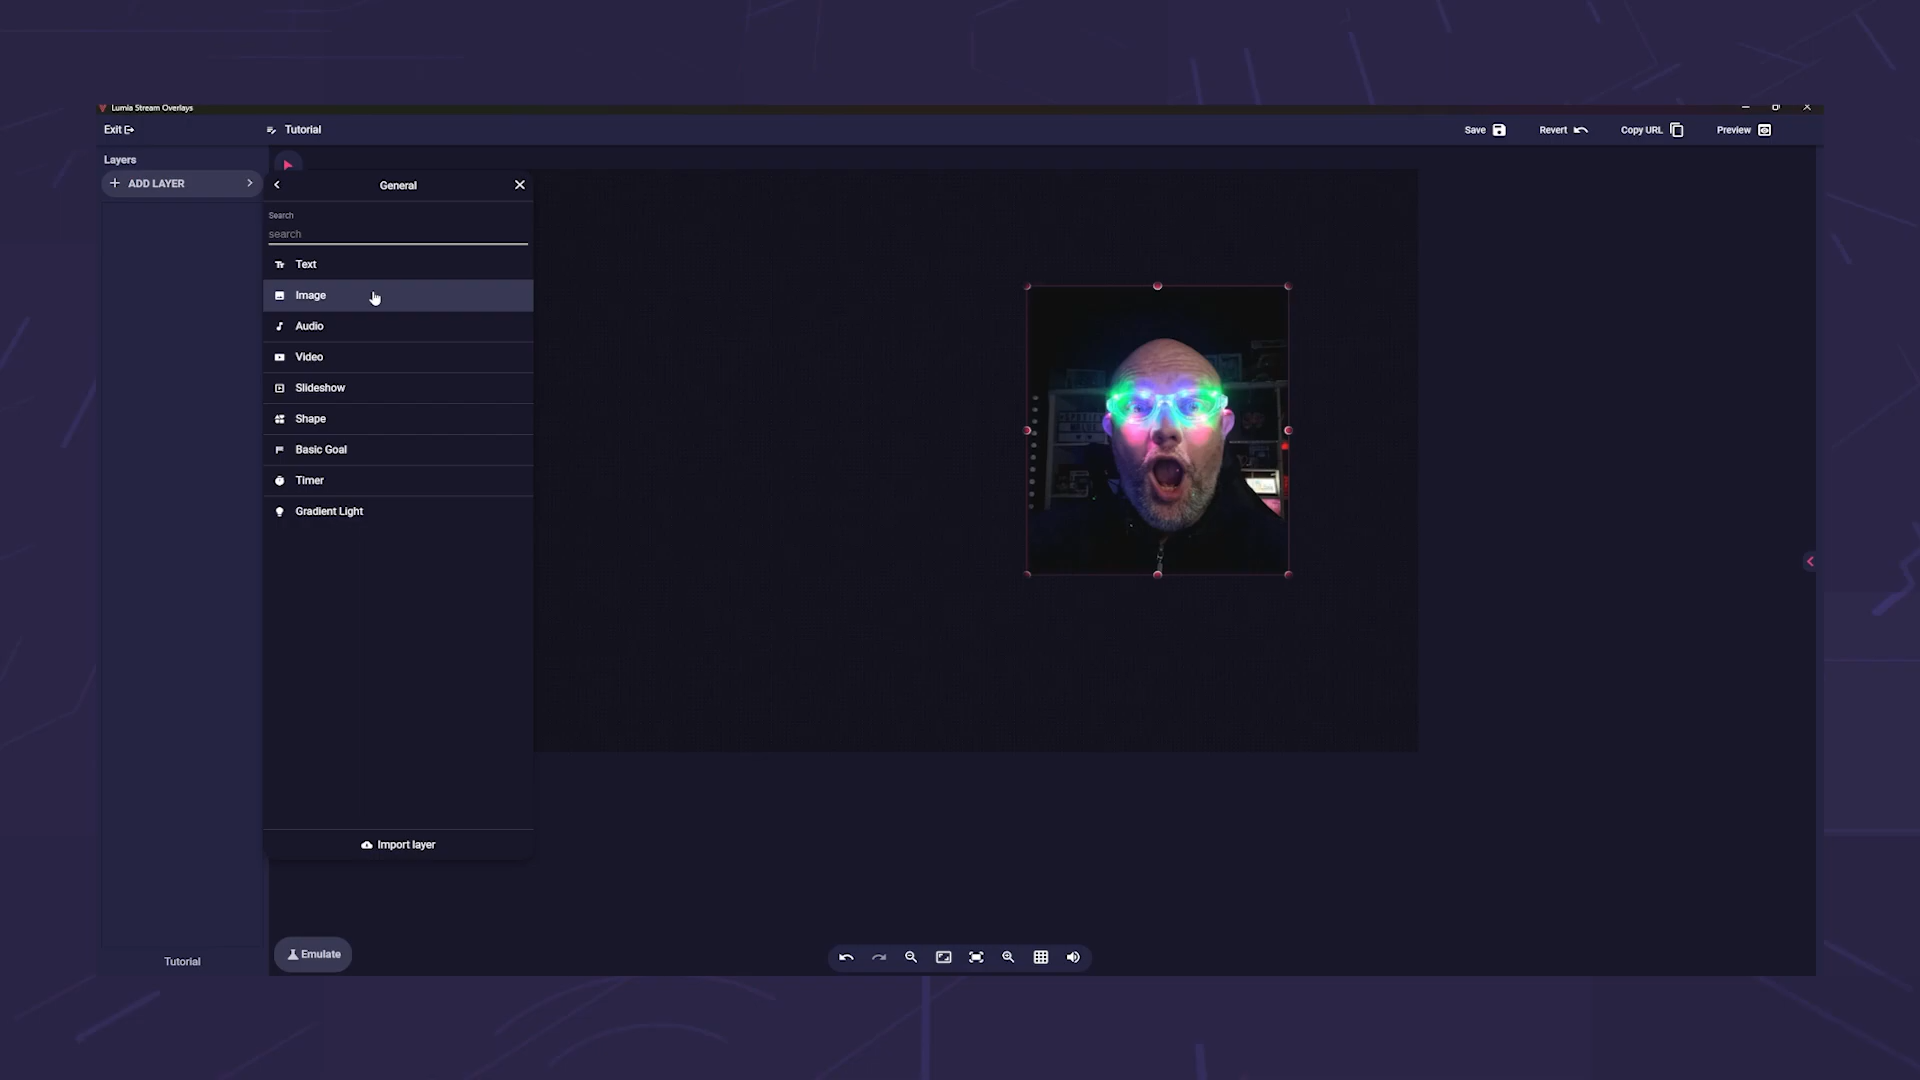 Lumia Stream Overlays
Exit
Tutorial
Save
Revert
Copy URL
Preview
Layers
ADD LAYER
General
Search
search
Text
Image
Audio
Video
Slideshow
Shape
Basic Goal
Timer
Gradient Light
Import layer
Emulate
Tutorial